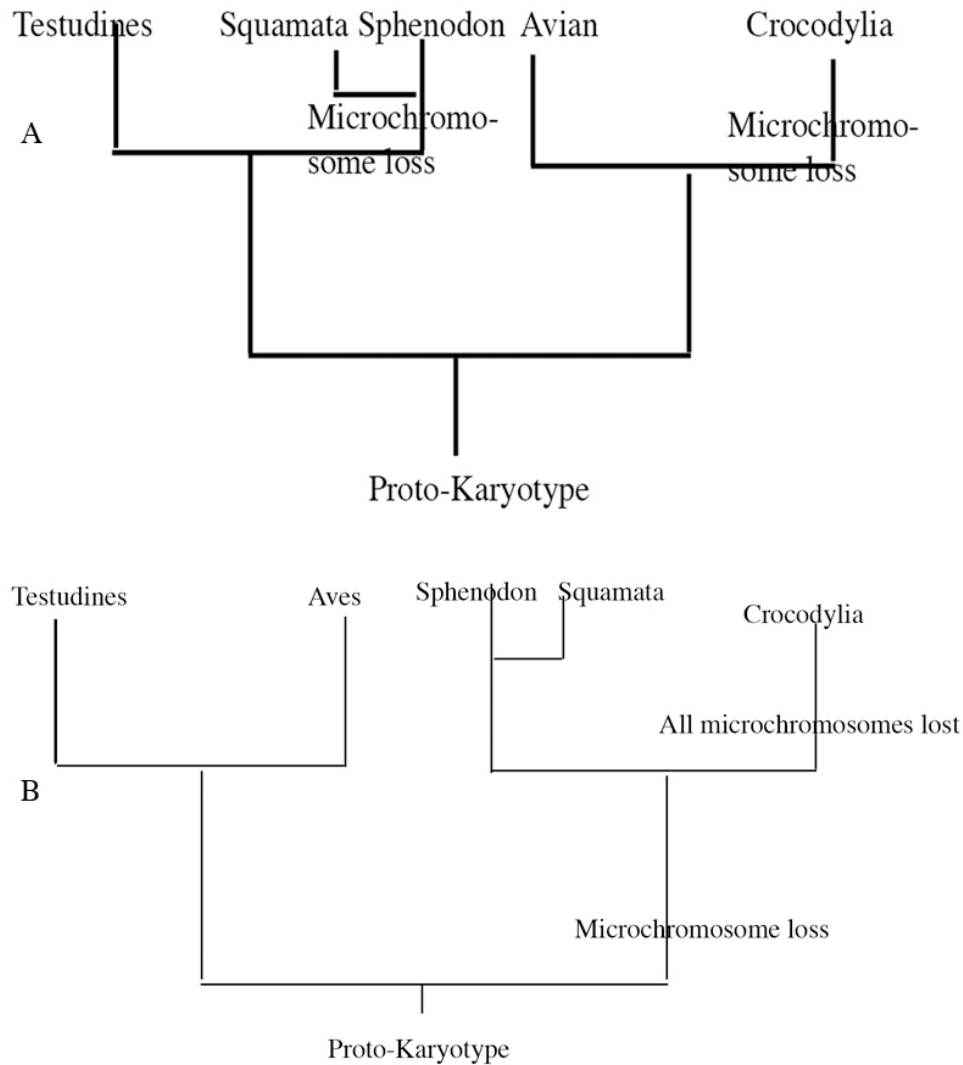 Testudines Squamata Sphenodon Avian Crocodylia
A
Microchromo-
some loss
Microchromo-
some loss
Proto-Karyotype
Testudines Aves Sphenodon Squamata
Crocodylia
All microchromosomes lost
B
Microchromosome loss
Proto-Karyotype